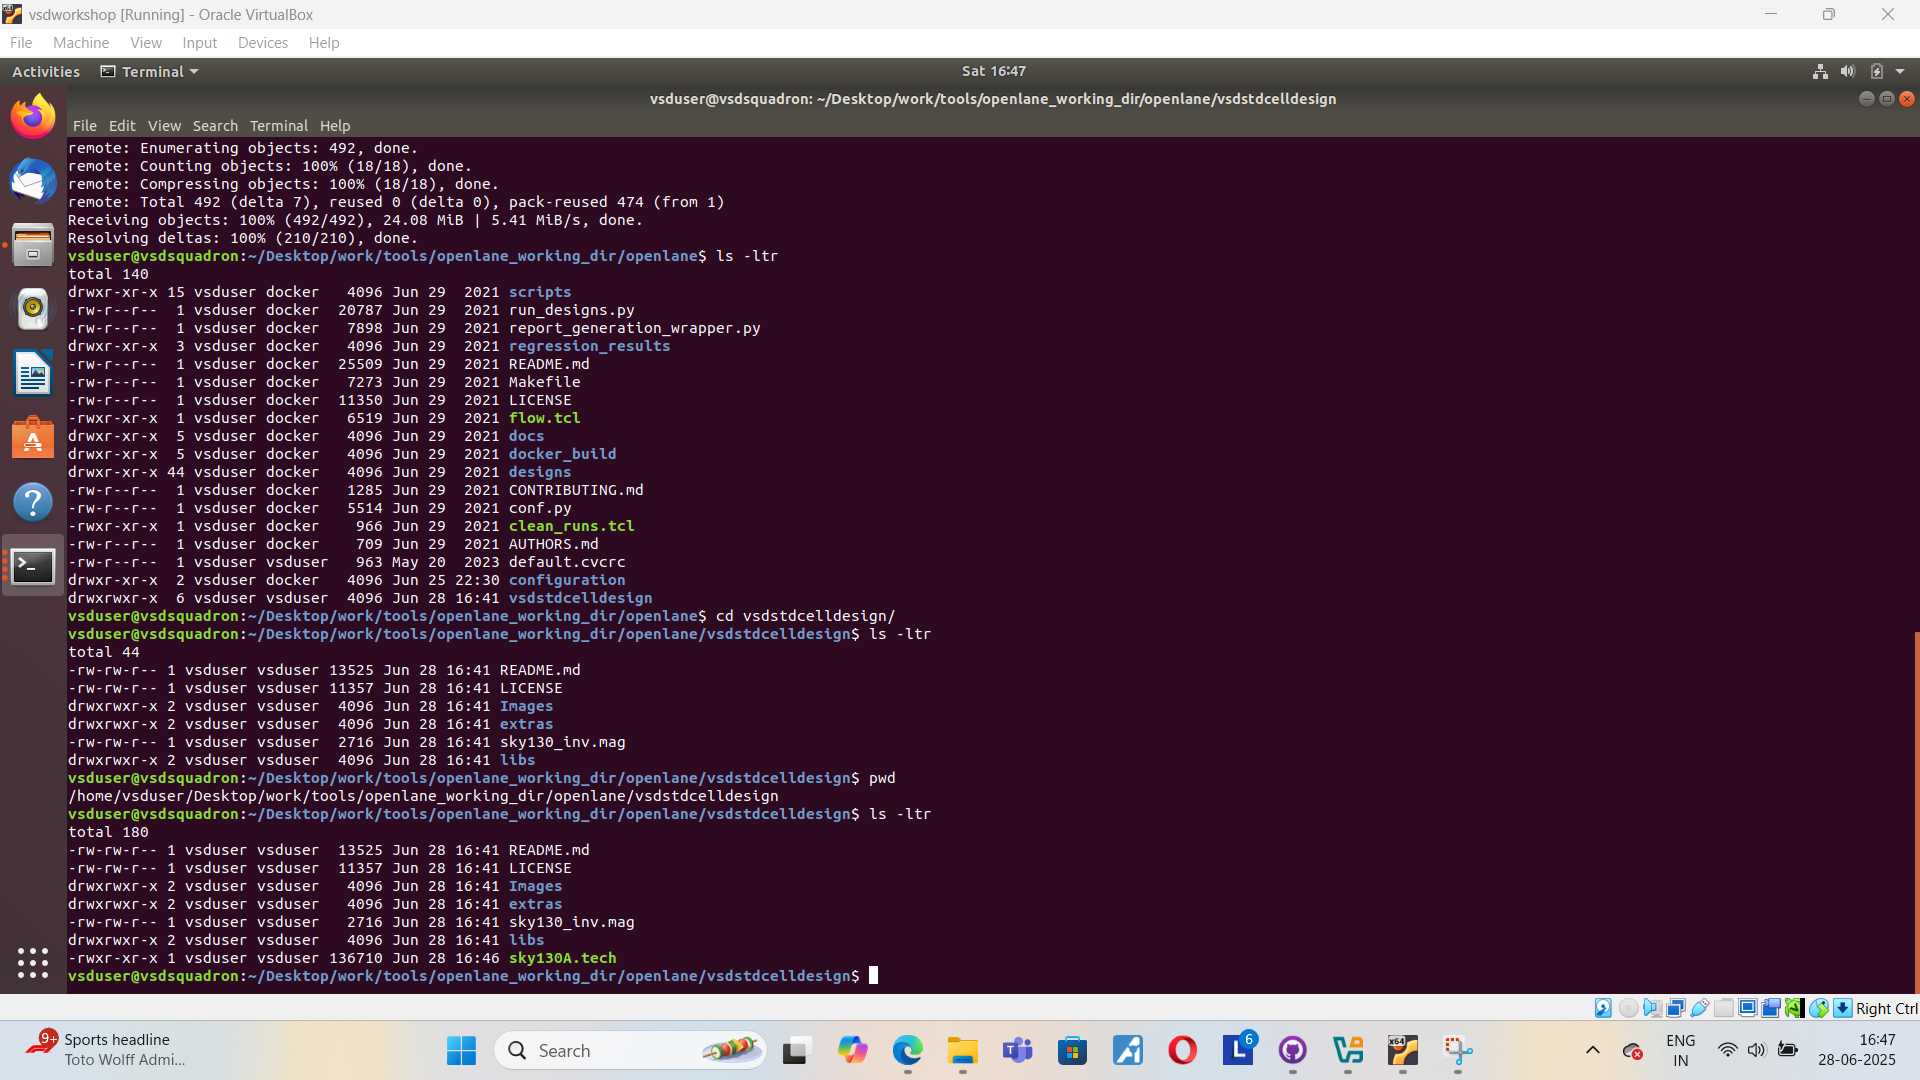 vsdworkshop [Running] - Oracle VirtualBox
File Machine View Input Devices Help
Activities Terminal Sat 16:47
vsduser@vsdsquadron: ~/Desktop/work/tools/openlane_working_dir/openlane/vsdstdcelldesign
File Edit View Search Terminal Help
remote: Enumerating objects: 492, done.
remote: Counting objects: 100% (18/18), done.
remote: Compressing objects: 100% (18/18), done.
remote: Total 492 (delta 7), reused 0 (delta 0), pack-reused 474 (from 1)
Receiving objects: 100% (492/492), 24.08 MiB | 5.41 MiB/s, done.
Resolving deltas: 100% (210/210), done.
vsduser@vsdsquadron:~/Desktop/work/tools/openlane_working_dir/openlane$ ls -ltr
total 140
drwxr-xr-x 15 vsduser docker   4096 Jun 29  2021 scripts
-rw-r--r--  1 vsduser docker  20787 Jun 29  2021 run_designs.py
-rw-r--r--  1 vsduser docker   7898 Jun 29  2021 report_generation_wrapper.py
drwxr-xr-x  3 vsduser docker   4096 Jun 29  2021 regression_results
-rw-r--r--  1 vsduser docker  25509 Jun 29  2021 README.md
-rw-r--r--  1 vsduser docker   7273 Jun 29  2021 Makefile
-rw-r--r--  1 vsduser docker  11350 Jun 29  2021 LICENSE
-rwxr-xr-x  1 vsduser docker   6519 Jun 29  2021 flow.tcl
drwxr-xr-x  5 vsduser docker   4096 Jun 29  2021 docs
drwxr-xr-x  5 vsduser docker   4096 Jun 29  2021 docker_build
drwxr-xr-x 44 vsduser docker   4096 Jun 29  2021 designs
-rw-r--r--  1 vsduser docker   1285 Jun 29  2021 CONTRIBUTING.md
-rw-r--r--  1 vsduser docker   5514 Jun 29  2021 conf.py
-rwxr-xr-x  1 vsduser docker    966 Jun 29  2021 clean_runs.tcl
-rw-r--r--  1 vsduser docker    709 Jun 29  2021 AUTHORS.md
-rw-r--r--  1 vsduser vsduser   963 May 20  2023 default.cvcrc
drwxr-xr-x  2 vsduser docker   4096 Jun 25 22:30 configuration
drwxrwxr-x  6 vsduser vsduser  4096 Jun 28 16:41 vsdstdcelldesign
vsduser@vsdsquadron:~/Desktop/work/tools/openlane_working_dir/openlane$ cd vsdstdcelldesign/
vsduser@vsdsquadron:~/Desktop/work/tools/openlane_working_dir/openlane/vsdstdcelldesign$ ls -ltr
total 44
-rw-rw-r-- 1 vsduser vsduser 13525 Jun 28 16:41 README.md
-rw-rw-r-- 1 vsduser vsduser 11357 Jun 28 16:41 LICENSE
drwxrwxr-x 2 vsduser vsduser  4096 Jun 28 16:41 Images
drwxrwxr-x 2 vsduser vsduser  4096 Jun 28 16:41 extras
-rw-rw-r-- 1 vsduser vsduser  2716 Jun 28 16:41 sky130_inv.mag
drwxrwxr-x 2 vsduser vsduser  4096 Jun 28 16:41 libs
vsduser@vsdsquadron:~/Desktop/work/tools/openlane_working_dir/openlane/vsdstdcelldesign$ pwd
/home/vsduser/Desktop/work/tools/openlane_working_dir/openlane/vsdstdcelldesign
vsduser@vsdsquadron:~/Desktop/work/tools/openlane_working_dir/openlane/vsdstdcelldesign$ ls -ltr
total 180
-rw-rw-r-- 1 vsduser vsduser  13525 Jun 28 16:41 README.md
-rw-rw-r-- 1 vsduser vsduser  11357 Jun 28 16:41 LICENSE
drwxrwxr-x 2 vsduser vsduser   4096 Jun 28 16:41 Images
drwxrwxr-x 2 vsduser vsduser   4096 Jun 28 16:41 extras
-rw-rw-r-- 1 vsduser vsduser   2716 Jun 28 16:41 sky130_inv.mag
drwxrwxr-x 2 vsduser vsduser   4096 Jun 28 16:41 libs
-rwxr-xr-x 1 vsduser vsduser 136710 Jun 28 16:46 sky130A.tech
vsduser@vsdsquadron:~/Desktop/work/tools/openlane_working_dir/openlane/vsdstdcelldesign$
Right Ctrl
9+ Sports headline
Toto Wolff Admi...
Search
6
ENG
IN
16:47
28-06-2025